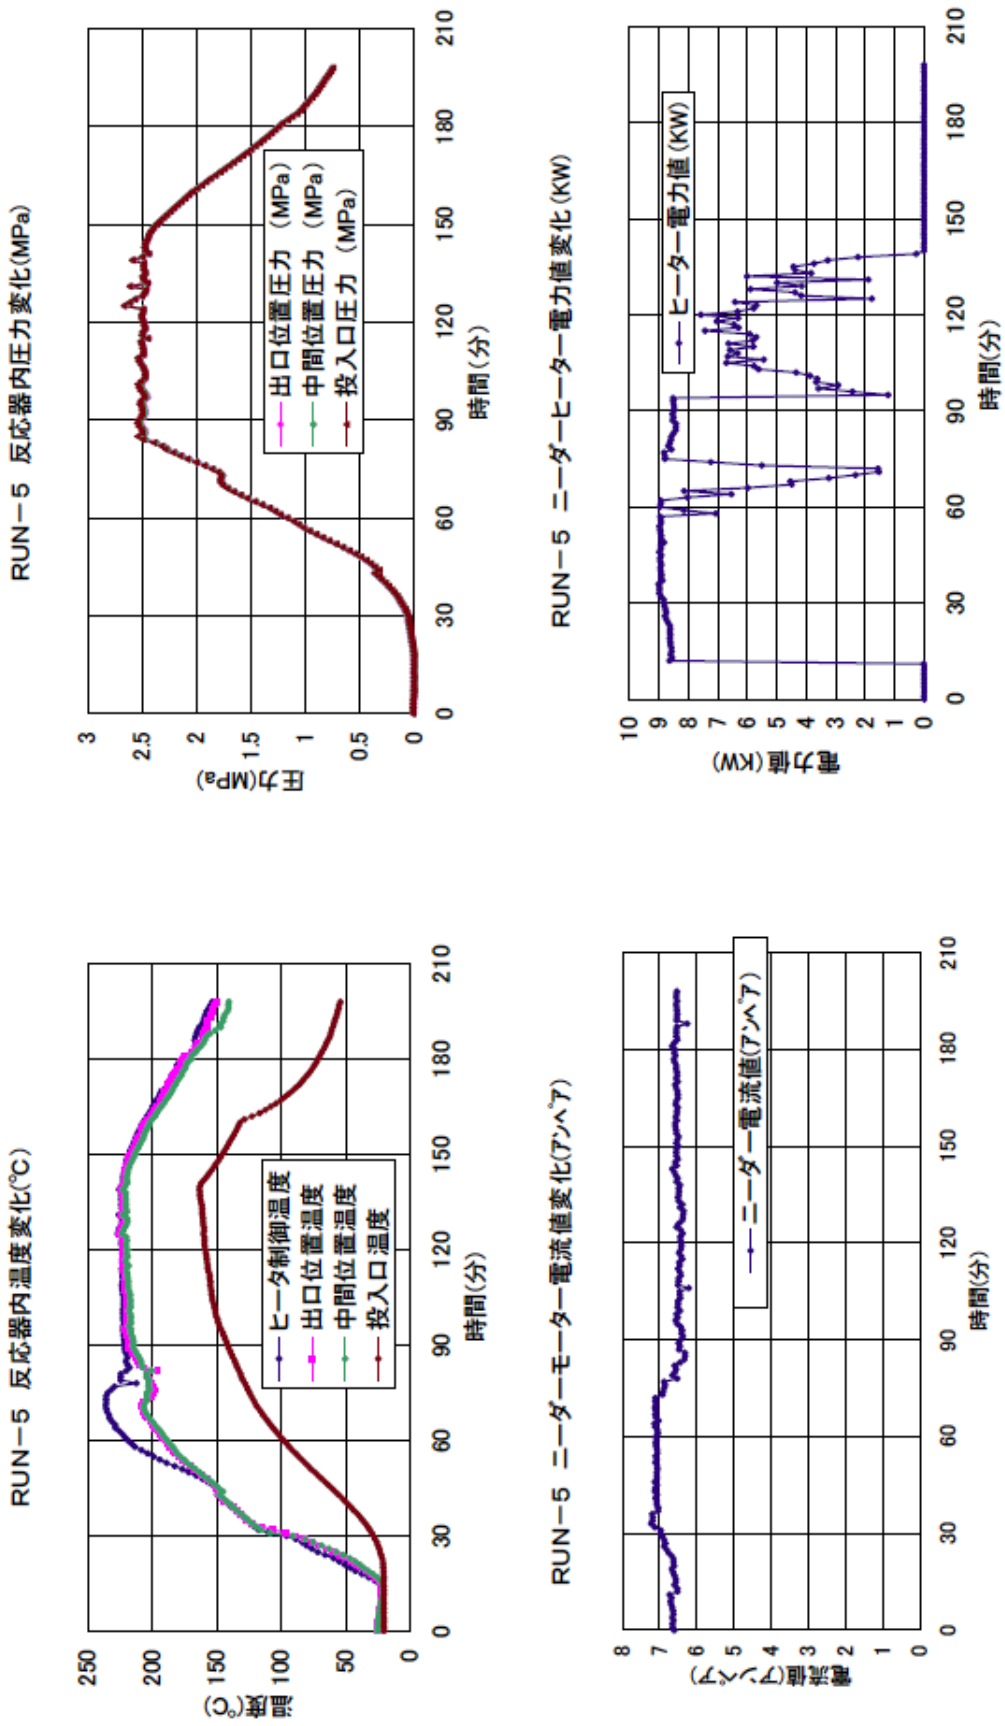 RUN－5 反応器内温度変化(℃)
温度(℃)
250
200
150
100
50
0
0 30 60 90 120 150 180 210
時間(分)
ヒータ制御温度
出口位置温度
中間位置温度
投入口温度
RUN－5 反応器内圧力変化(MPa)
圧力(MPa)
3
2.5
2
1.5
1
0.5
0
0 30 60 90 120 150 180 210
時間(分)
出口位置圧力 (MPa)
中間位置圧力 (MPa)
投入口圧力 (MPa)
RUN－5 ニーダーモーター電流値変化(アンペア)
電流値(アンペア)
8
7
6
5
4
3
2
1
0
0 30 60 90 120 150 180 210
時間(分)
ニーダー電流値(アンペア)
RUN－5 ニーダーヒーター電力値変化(KW)
電力値(KW)
10
9
8
7
6
5
4
3
2
1
0
0 30 60 90 120 150 180 210
時間(分)
ヒーター電力値(KW)